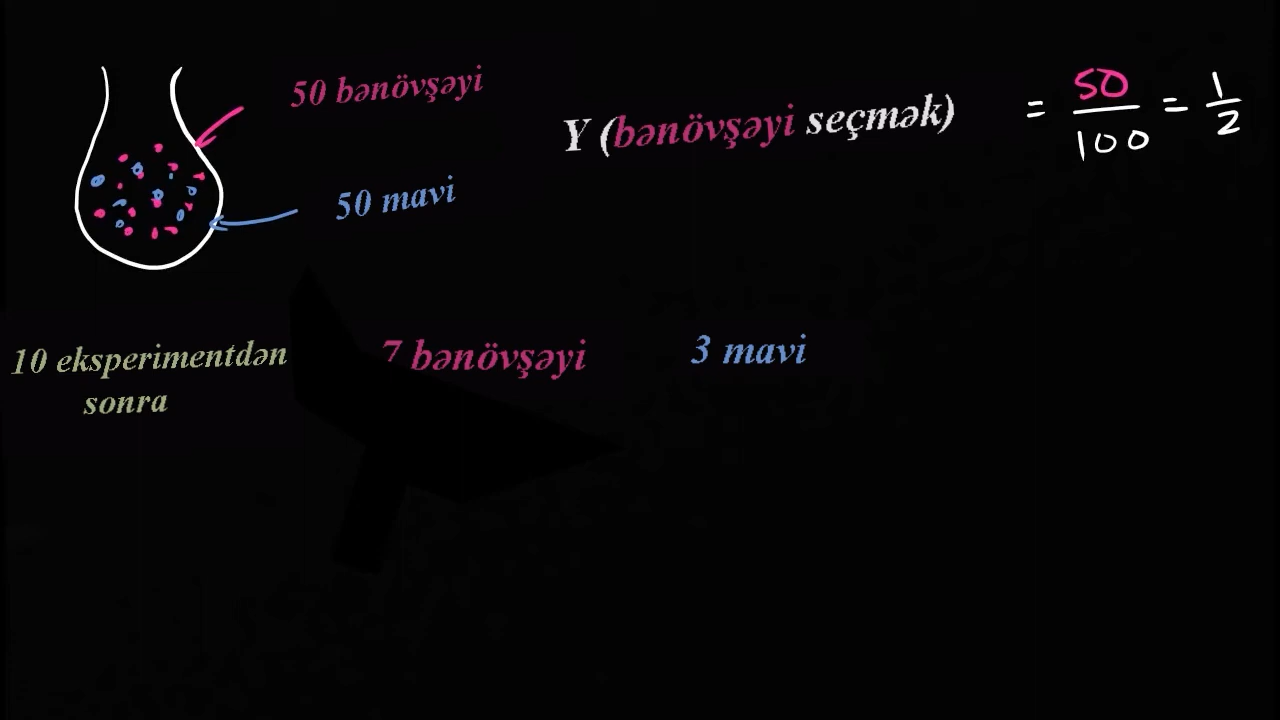 50 bənövşəyi
Y (bənövşəyi seçmək) = 50/100 = 1/2
50 mavi
10 eksperimentdən 7 bənövşəyi 3 mavi
sonra